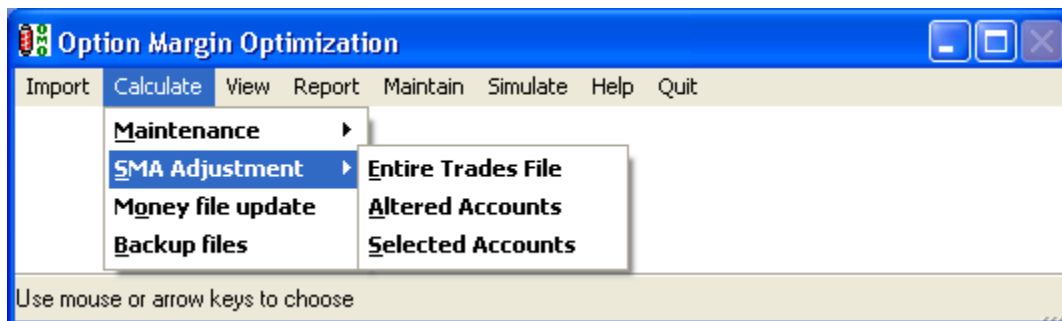 OMO Option Margin Optimization
Import Calculate View Report Maintain Simulate Help Quit
Maintenance
SMA Adjustment Entire Trades File
Money file update Altered Accounts
Backup files Selected Accounts
Use mouse or arrow keys to choose